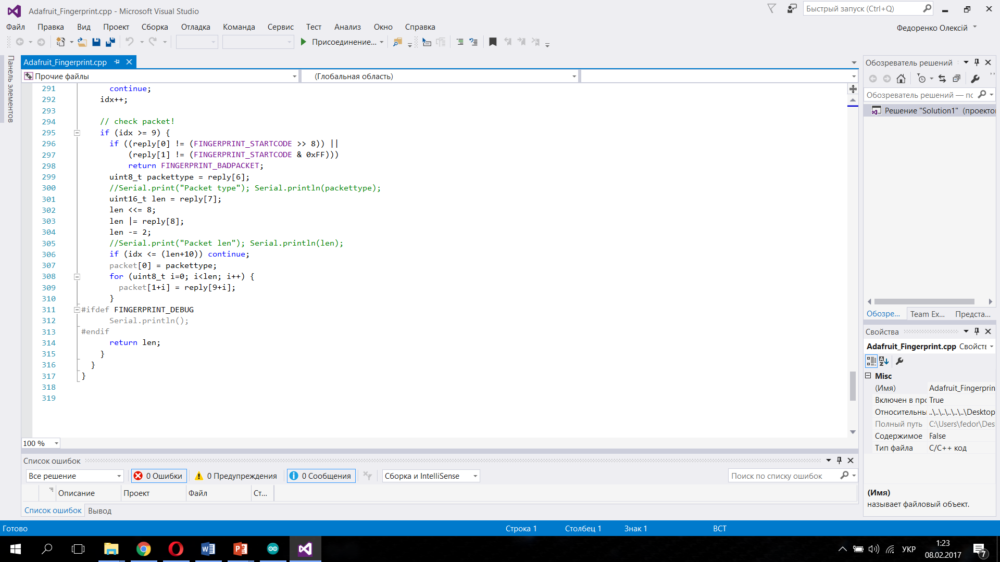 Adafruit_Fingerprint.cpp - Microsoft Visual Studio
Быстрый запуск (Ctrl+Q)
Файл Правка Вид Проект Сборка Отладка Команда Сервис Тест Анализ Окно Справка
Федоренко Олексій
Присоединение...
Панель элементов
Adafruit_Fingerprint.cpp
Прочие файлы (Глобальная область)
291 continue;
292 idx++;
293
294 // check packet!
295 if (idx >= 9) {
296 if ((reply[0] != (FINGERPRINT_STARTCODE >> 8)) ||
297 (reply[1] != (FINGERPRINT_STARTCODE & 0xFF)))
298 return FINGERPRINT_BADPACKET;
299 uint8_t packettype = reply[6];
300 //Serial.print("Packet type"); Serial.println(packettype);
301 uint16_t len = reply[7];
302 len <<= 8;
303 len |= reply[8];
304 len -= 2;
305 //Serial.print("Packet len"); Serial.println(len);
306 if (idx <= (len+10)) continue;
307 packet[0] = packettype;
308 for (uint8_t i=0; i<len; i++) {
309 packet[1+i] = reply[9+i];
310 }
311 #ifdef FINGERPRINT_DEBUG
312 Serial.println();
313 #endif
314 return len;
315 }
316 }
317 }
318
319
100 %
Список ошибок
Все решение 0 Ошибки 0 Предупреждения 0 Сообщения Сборка и IntelliSense Поиск по списку ошибок
Описание Проект Файл Ст...
Список ошибок Вывод
Обозреватель решений
Обозреватель решений — по
Решение "Solution1" (проекто
Обозре... Team Ex... Предста...
Свойства
Adafruit_Fingerprint.cpp Свойств
Misc
(Имя) Adafruit_Fingerprin
Включен в про True
Относительны ..\..\..\..\..\Desktop
Полный путь C:\Users\fedor\Des
Содержимое False
Тип файла C/C++ код
(Имя)
называет файловый объект.
Готово Строка 1 Столбец 1 Знак 1 ВСТ
УКР
1:23
08.02.2017
7